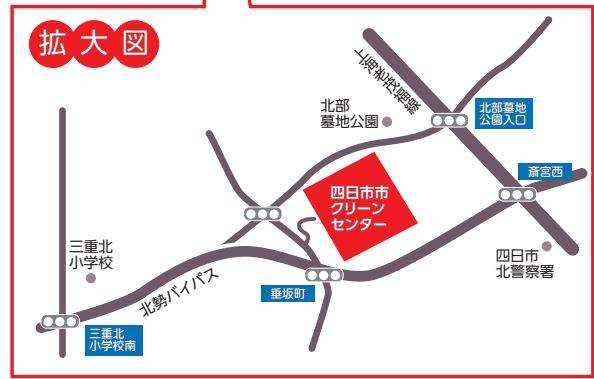 拡大図
上海老茂福線
北部
墓地公園
北部墓地
公園入口
斎宮西
四日市市
クリーン
センター
三重北
小学校
四日市
北警察署
北勢バイパス
垂坂町
三重北
小学校南